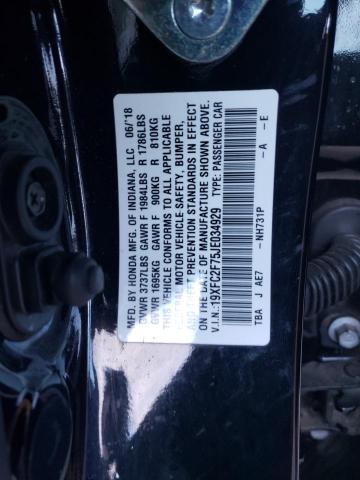 MFD. BY HONDA MFG. OF INDIANA, LLC 06/18
GVWR 3737LBS GAWR F 1984LBS R 1786LBS
GVWR 1695KG GAWR F 900KG R 810KG
THIS VEHICLE CONFORMS TO ALL APPLICABLE
FEDERAL MOTOR VEHICLE-SAFETY, BUMPER,
AND THEFT PREVENTION STANDARDS IN EFFECT
ON THE DATE OF MANUFACTURE SHOWN ABOVE.
V.I.N.:19XFC2F75JE034929 TYPE: PASSENGER CAR
NH731P -A -E
TBA J AE7